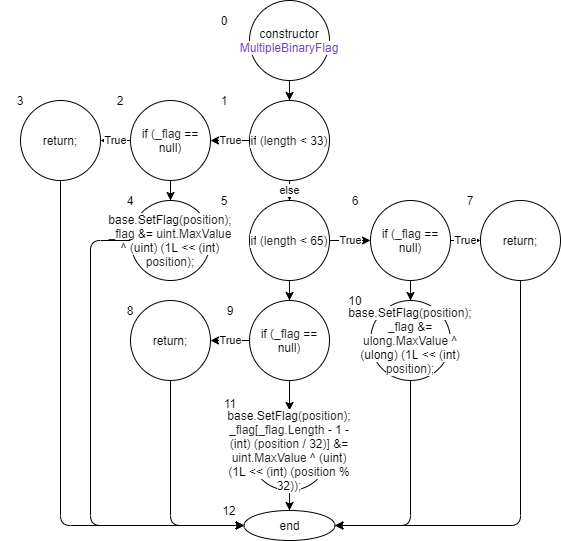 0
constructor
MultipleBinaryFlag
3
2
1
return;
True
if (_flag ==
null)
True
if (length < 33)
else
4
base.SetFlag(position);
_flag &= uint.MaxValue
^ (uint) (1L << (int)
position);
5
if (length < 65)
True
6
if (_flag ==
null)
True
7
return;
8
return;
True
9
if (_flag ==
null)
10
base.SetFlag(position);
_flag &=
ulong.MaxValue ^
(ulong) (1L << (int)
position);
11
base.SetFlag(position);
_flag[_flag.Length - 1 -
(int) (position / 32)] &=
uint.MaxValue ^ (uint)
(1L << (int) (position %
32));
12
end